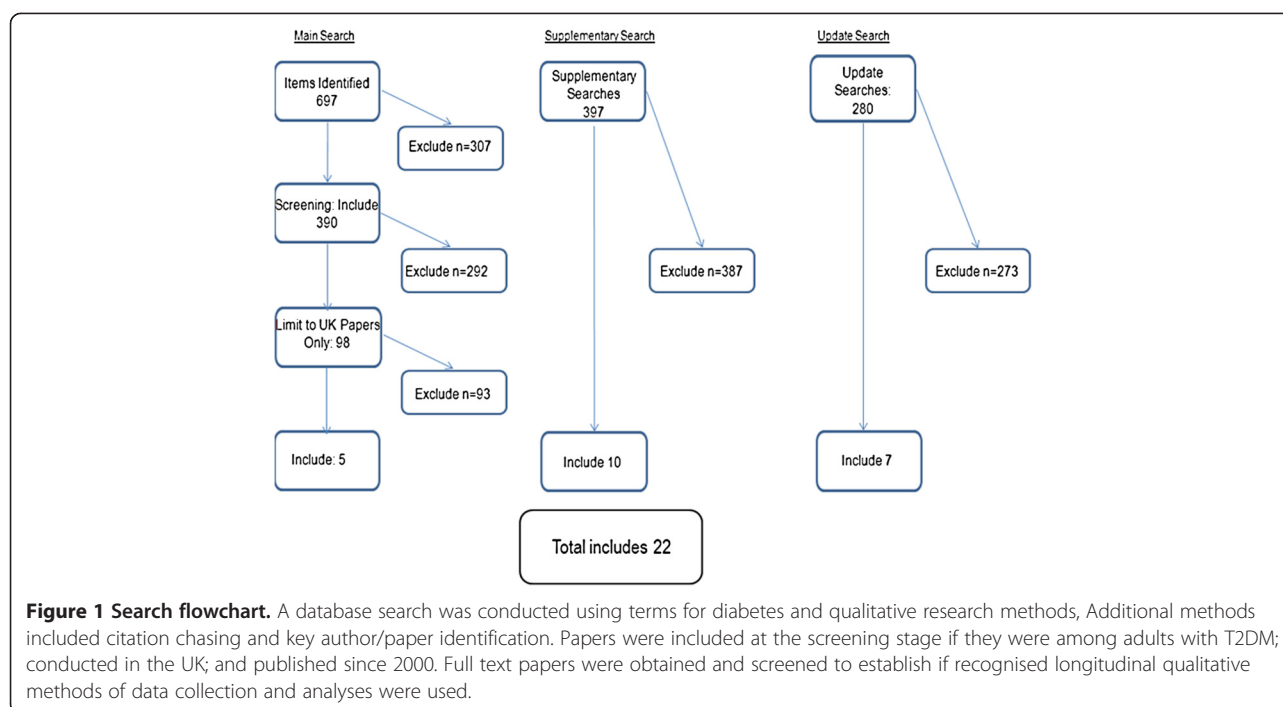 Main Search
Supplementary Search
Update Search
Items Identified
697
Exclude n=307
Screening: Include
390
Exclude n=292
Limit to UK Papers
Only: 98
Exclude n=93
Include: 5
Supplementary
Searches
397
Exclude n=387
Include 10
Update
Searches:
280
Exclude n=273
Include 7
Total includes 22
Figure 1 Search flowchart. A database search was conducted using terms for diabetes and qualitative research methods, Additional methods
included citation chasing and key author/paper identification. Papers were included at the screening stage if they were among adults with T2DM;
conducted in the UK; and published since 2000. Full text papers were obtained and screened to establish if recognised longitudinal qualitative
methods of data collection and analyses were used.